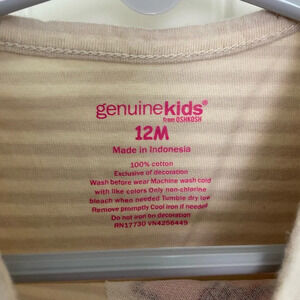 genuinekids®
from OSHKOSH
12M
Made in Indonesia
100% cotton
Exclusive of decoration
Wash before wear Machine wash cold
with like colors Only non-chlorine
bleach when needed Tumble dry low
Remove promptly Cool iron if needed
Do not iron on decoration
RN17730 VN4256449